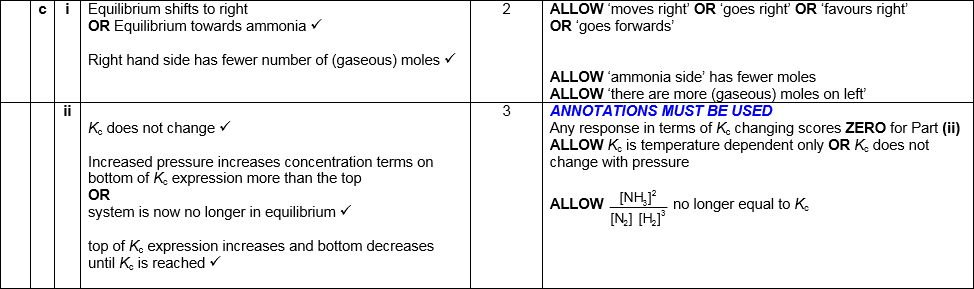 c i Equilibrium shifts to right 2 ALLOW ‘moves right’ OR ‘goes right’ OR ‘favours right’
OR Equilibrium towards ammonia ✓ OR ‘goes forwards’
Right hand side has fewer number of (gaseous) moles ✓
ALLOW ‘ammonia side’ has fewer moles
ALLOW ‘there are more (gaseous) moles on left’
ii 3 ANNOTATIONS MUST BE USED
Kc does not change ✓ Any response in terms of Kc changing scores ZERO for Part (ii)
ALLOW Kc is temperature dependent only OR Kc does not
change with pressure
Increased pressure increases concentration terms on
bottom of Kc expression more than the top
OR
system is now no longer in equilibrium ✓
ALLOW [NH3]² / [N2] [H2]³ no longer equal to Kc
top of Kc expression increases and bottom decreases
until Kc is reached ✓